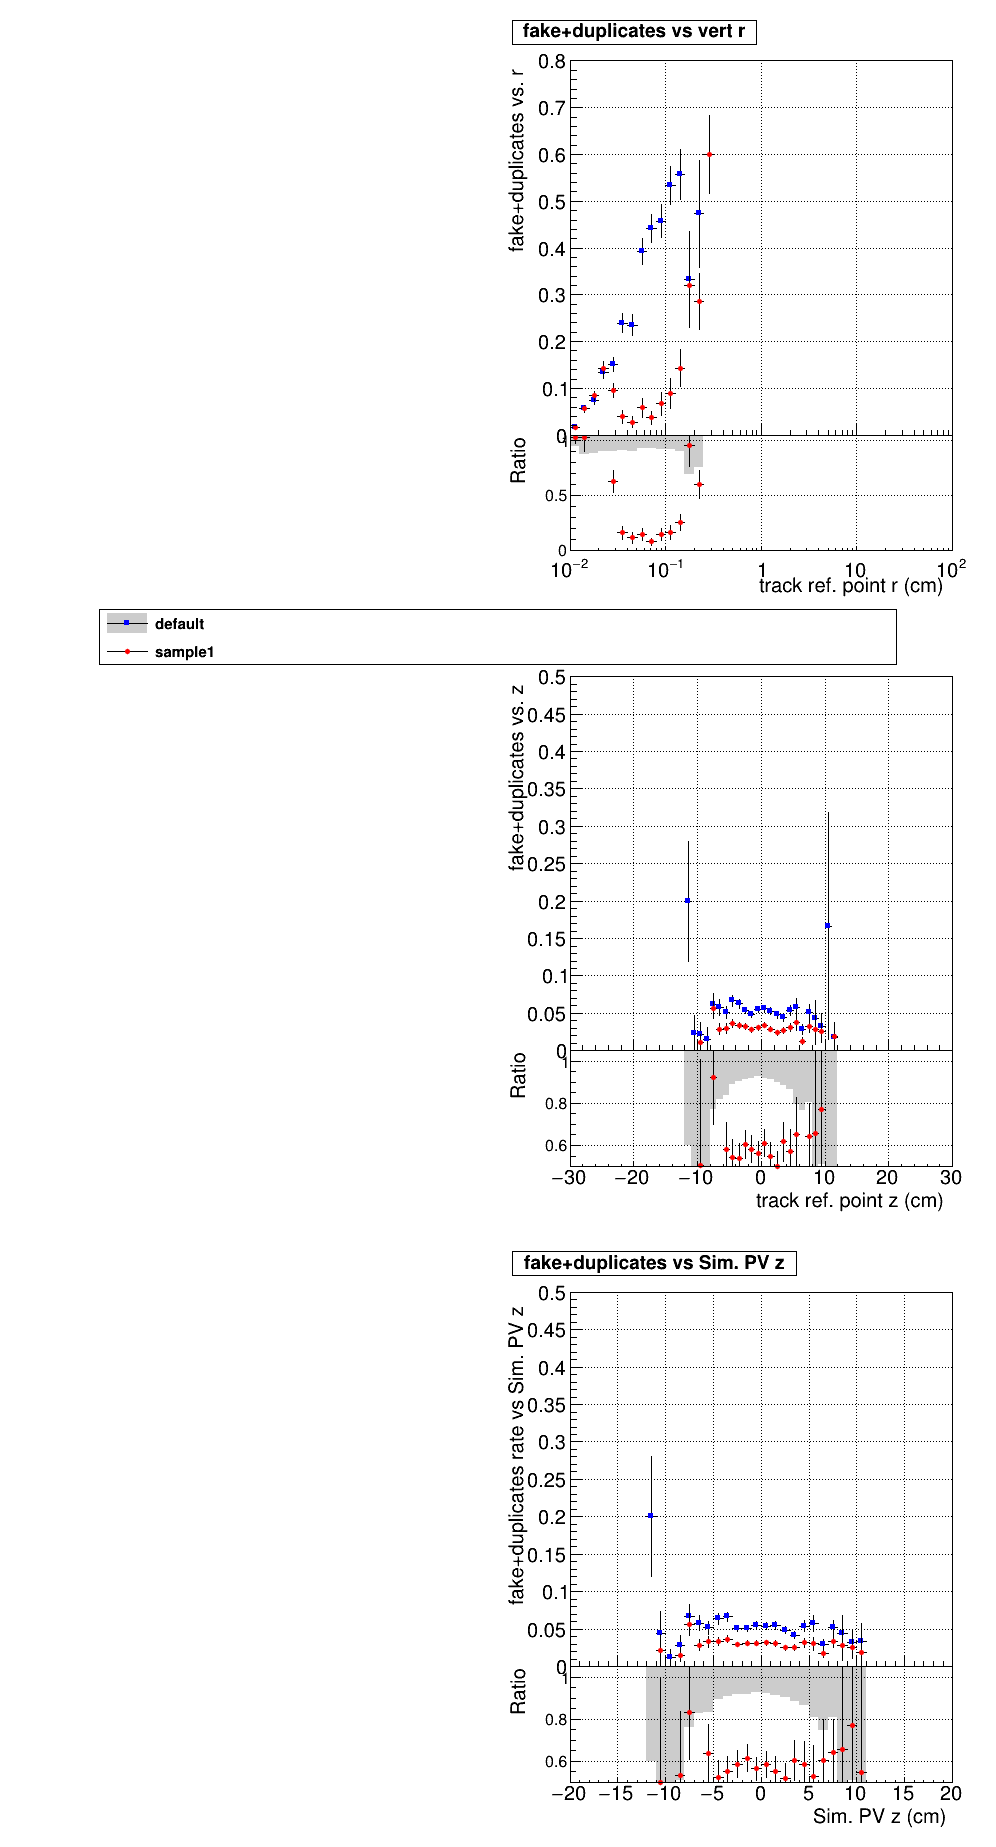 fake+duplicates vs vert r
fake+duplicates vs. r
0.8
0.7
0.6
0.5
0.4
0.3
0.2
0.1
0
Ratio
1
0.5
0
10−2 10−1 1 10 102
track ref. point r (cm)
default
sample1
fake+duplicates vs. z
0.5
0.45
0.4
0.35
0.3
0.25
0.2
0.15
0.1
0.05
0
Ratio
1
0.8
0.6
−30 −20 −10 0 10 20 30
track ref. point z (cm)
fake+duplicates vs Sim. PV z
fake+duplicates rate vs Sim. PV z
0.5
0.45
0.4
0.35
0.3
0.25
0.2
0.15
0.1
0.05
0
Ratio
1
0.8
0.6
−20 −15 −10 −5 0 5 10 15 20
Sim. PV z (cm)